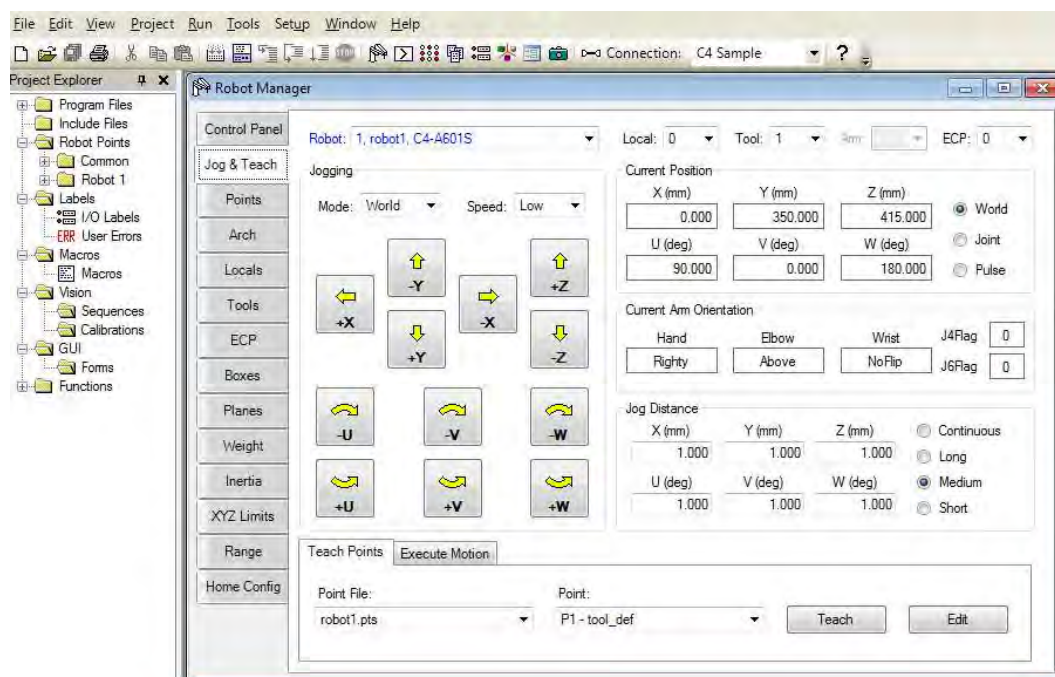 File Edit View Project Run Tools Setup Window Help
Connection: C4 Sample ?
Project Explorer
Program Files
Include Files
Robot Points
Common
Robot 1
Labels
I/O Labels
ERR User Errors
Macros
Macros
Vision
Sequences
Calibrations
GUI
Forms
Functions
Robot Manager
Control Panel
Jog & Teach
Points
Arch
Locals
Tools
ECP
Boxes
Planes
Weight
Inertia
XYZ Limits
Range
Home Config
Robot: 1, robot1, C4-A601S Local: 0 Tool: 1 Arm: ECP: 0
Jogging
Mode: World Speed: Low
-Y +Z
+X -X
+Y -Z
-U -V -W
+U +V +W
Current Position
X (mm) Y (mm) Z (mm)
0.000 350.000 415.000 World
U (deg) V (deg) W (deg) Joint
90.000 0.000 180.000 Pulse
Current Arm Orientation
Hand Elbow Wrist J4Flag 0
Righty Above NoFlip J6Flag 0
Jog Distance
X (mm) Y (mm) Z (mm) Continuous
1.000 1.000 1.000 Long
U (deg) V (deg) W (deg) Medium
1.000 1.000 1.000 Short
Teach Points Execute Motion
Point File: Point:
robot1.pts P1 - tool_def Teach Edit